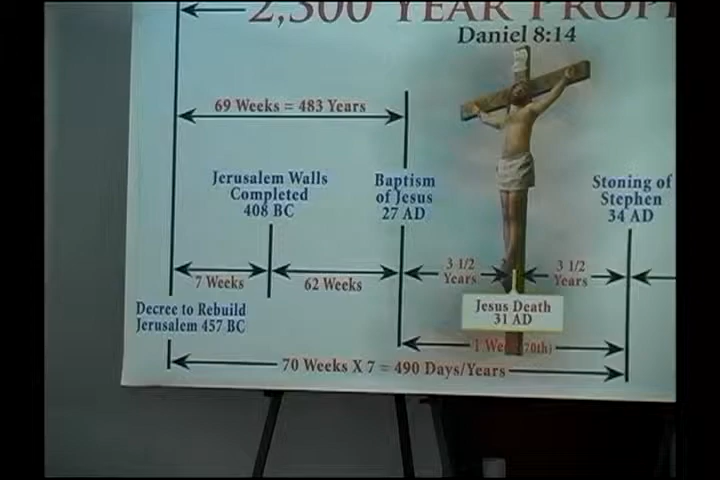 2,300 YEAR
Daniel 8:14
69 Weeks = 483 Years
Jerusalem Walls
Completed
408 BC
Baptism
of Jesus
27 AD
Stoning of
Stephen
34 AD
7 Weeks
62 Weeks
3 1/2
Years
3 1/2
Years
Decree to Rebuild
Jerusalem 457 BC
Jesus Death
31 AD
1 (70th)
70 Weeks X 7 = 490 Days/Years